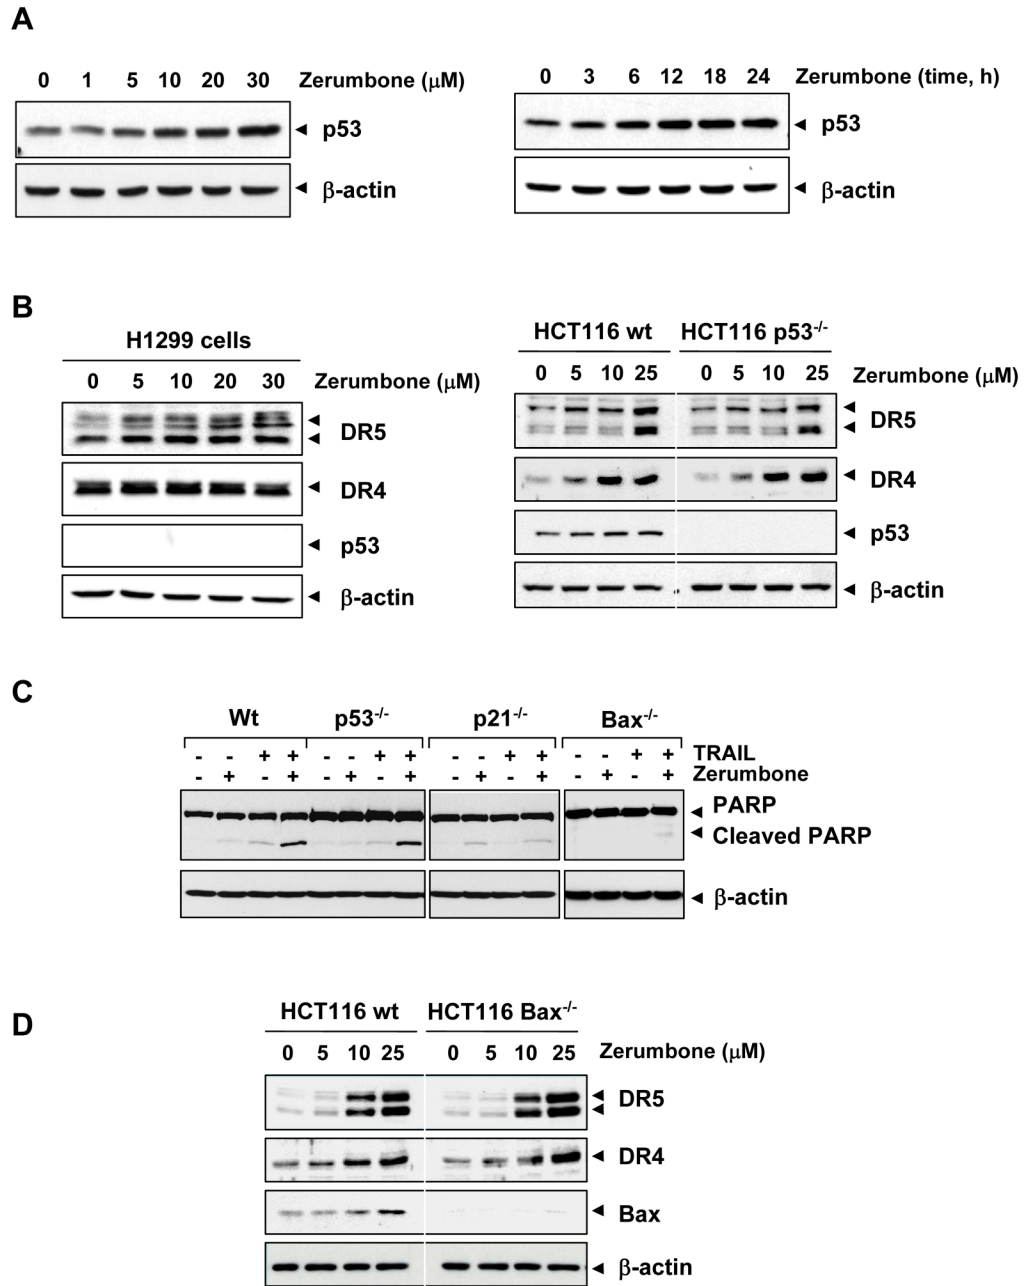 A
0 1 5 10 20 30 Zerumbone (μM)
p53
β-actin
0 3 6 12 18 24 Zerumbone (time, h)
p53
β-actin
B
H1299 cells
0 5 10 20 30 Zerumbone (μM)
DR5
DR4
p53
β-actin
HCT116 wt HCT116 p53-/-
0 5 10 25 0 5 10 25 Zerumbone (μM)
DR5
DR4
p53
β-actin
C
Wt p53-/- p21-/- Bax-/-
- - + + - - + + - - + + - - + + TRAIL
- + - + - + - + - + - + - + - + Zerumbone
PARP
Cleaved PARP
β-actin
D
HCT116 wt HCT116 Bax-/-
0 5 10 25 0 5 10 25 Zerumbone (μM)
DR5
DR4
Bax
β-actin